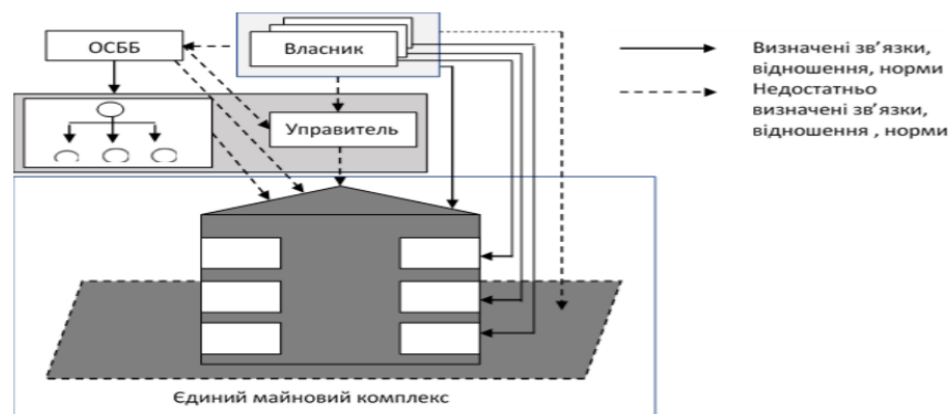 ОСББ
Власник
Управитель
Визначені зв’язки,
відношення, норми
Недостатньо
визначені зв’язки,
відношення , норми
Єдиний майновий комплекс